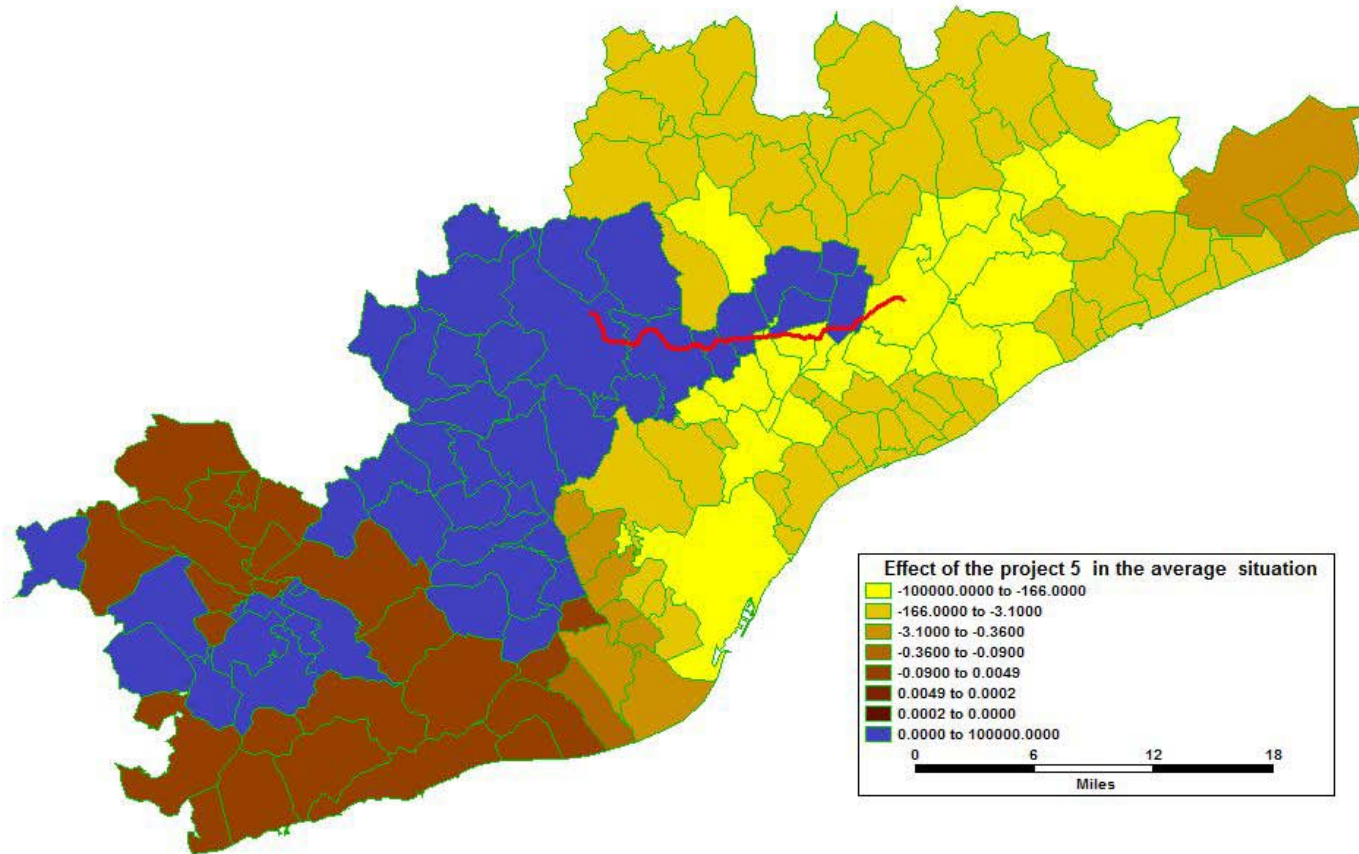 Effect of the project 5 in the average situation
-100000.0000 to -166.0000
-166.0000 to -3.1000
-3.1000 to -0.3600
-0.3600 to -0.0900
-0.0900 to 0.0049
0.0049 to 0.0002
0.0002 to 0.0000
0.0000 to 100000.0000
0 6 12 18
Miles